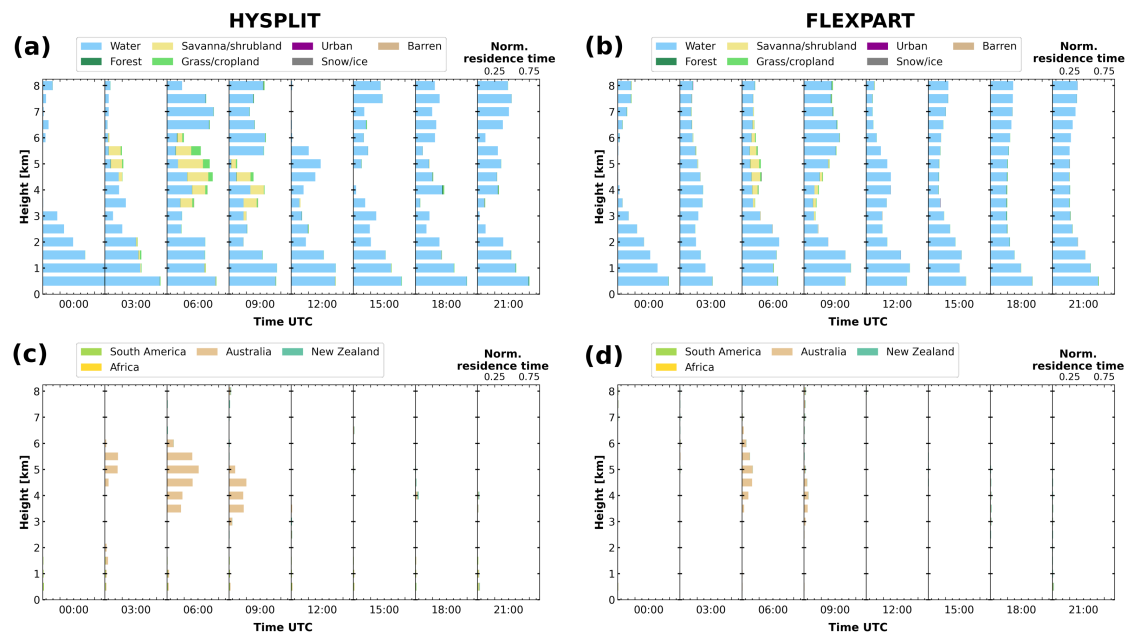 HYSPLIT
FLEXPART
(a)
Water Savanna/shrubland Urban Barren
Forest Grass/cropland Snow/ice
Norm.
residence time
0.25 0.75
8
7
6
5
4
3
2
1
0
Height [km]
00:00 03:00 06:00 09:00 12:00 15:00 18:00 21:00
Time UTC
(b)
Water Savanna/shrubland Urban Barren
Forest Grass/cropland Snow/ice
Norm.
residence time
0.25 0.75
8
7
6
5
4
3
2
1
0
Height [km]
00:00 03:00 06:00 09:00 12:00 15:00 18:00 21:00
Time UTC
(c)
South America Australia New Zealand
Africa
Norm.
residence time
0.25 0.75
8
7
6
5
4
3
2
1
0
Height [km]
00:00 03:00 06:00 09:00 12:00 15:00 18:00 21:00
Time UTC
(d)
South America Australia New Zealand
Africa
Norm.
residence time
0.25 0.75
8
7
6
5
4
3
2
1
0
Height [km]
00:00 03:00 06:00 09:00 12:00 15:00 18:00 21:00
Time UTC